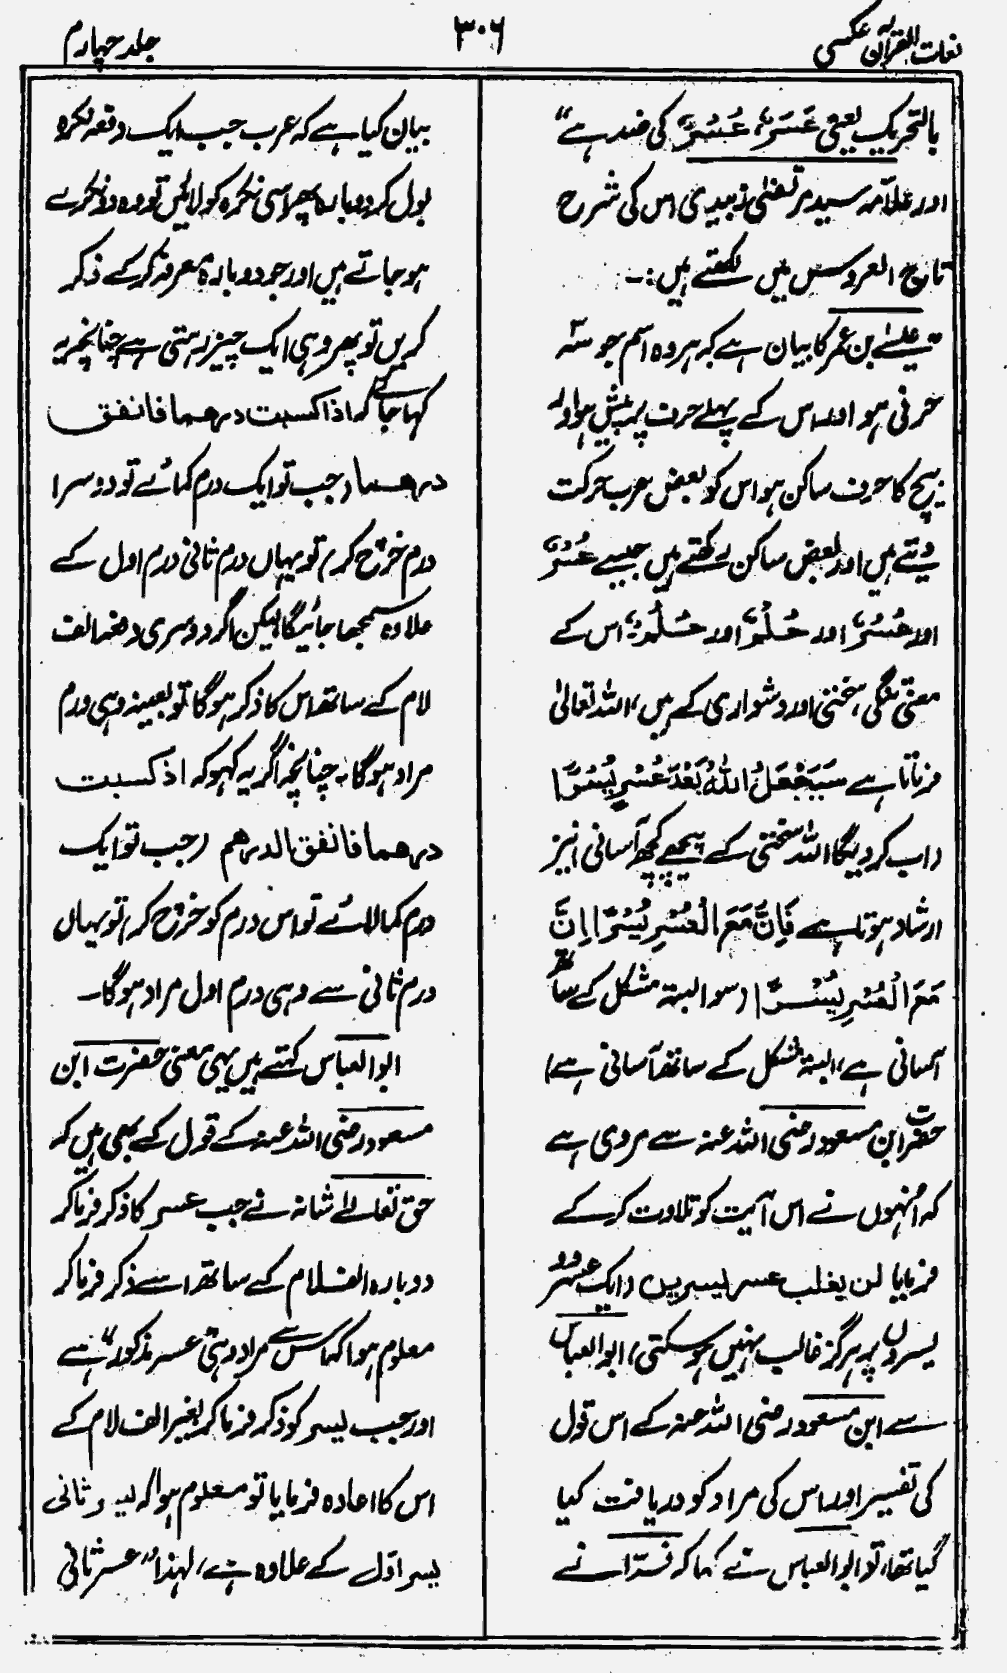 لغات القرآن عکسی
۳۰۶
جلد چہارم
بالتحریک یعنی عَسَرٌ، عُسُرٌ کی ضد ہے"
اور علامہ سید مرتضیٰ زبیدی اس کی شرح
تاج العروس میں لکھتے ہیں:۔
عیسٰے بن عمر کا بیان ہے کہ ہر وہ اسم جو سہ
حرفی ہو اور اس کے پہلے حرف پر پیش ہو اور
بیچ کا حرف ساکن ہو اس کو بعض عرب حرکت
دیتے ہیں اور بعض ساکن رکھتے ہیں جیسے عُسْرٌ
اور عُسُرٌ اور حُلْمٌ اور حُلُمٌ، اس کے
معنی تنگی، سختی اور دشواری کے ہیں، اللہ تعالیٰ
فرماتا ہے سَيَجْعَلُ اللهُ بَعْدَ عُسْرٍ يُسْرًا
(اب کر دیگا اللہ سختی کے پیچھے کچھ آسانی) نیز
ارشاد ہوتا ہے فَاِنَّ مَعَ الْعُسْرِ يُسْرًا اِنَّ
مَعَ الْعُسْرِ يُسْرًا (سو البتہ مشکل کے ساتھ
آسانی ہے، البتہ مشکل کے ساتھ آسانی ہے)
حضرت ابن مسعود رضی اللہ عنہ سے مروی ہے
کہ اُنہوں نے اس آیت کو تلاوت کر کے
فرمایا لن یغلب عسر یسرین (ایک عسر دو
یسروں پر ہرگز غالب نہیں ہو سکتی) ابوالعباس
سے ابن مسعود رضی اللہ عنہ کے اس قول
کی تفسیر اور اس کی مراد کو دریافت کیا
گیا تھا، تو ابوالعباس نے کہا کہ فرّاء نے
بیان کیا ہے کہ عرب جب ایک دفعہ نکرہ
بول کر دوبارہ پھر اسی نکرہ کو لائیں تو وہ دو نکرے
ہو جاتے ہیں اور جو دوبارہ معرفہ کر کے ذکر
کریں تو پھر وہی ایک چیز رہتی ہے چنانچہ یہ
کہا جائے کہ اذا کسبت درھما فانفق
درھما (جب تو ایک درم کمائے تو دوسرا
درم خرچ کر) تو یہاں درم ثانی درم اول کے
علاوہ سمجھا جائیگا لیکن اگر دوسری دفعہ الف
لام کے ساتھ اس کا ذکر ہوگا تو بعینہ وہی درم
مراد ہوگا۔ چنانچہ اگر یہ کہو کہ اذ کسبت
درھما فانفق الدرھم (جب تو ایک
درم کما لائے تو اس درم کو خرچ کر) تو یہاں
درم ثانی سے وہی درم اول مراد ہوگا۔
ابوالعباس کہتے ہیں یہی معنی حضرت ابن
مسعود رضی اللہ عنہ کے قول کے بھی ہیں کہ
حق تعالےٰ شانہ نے جب عسر کا ذکر فرما کر
دوبارہ الف لام کے ساتھ اسے ذکر فرما کر
معلوم ہوا کہ اس سے مراد وہی عسر مذکور" ہے
اور جب یسر کو ذکر فرما کر بغیر الف لام کے
اس کا اعادہ فرمایا تو معلوم ہوا کہ یسر ثانی
یسر اوّل کے علاوہ ہے، لہٰذا "عسر ثانی